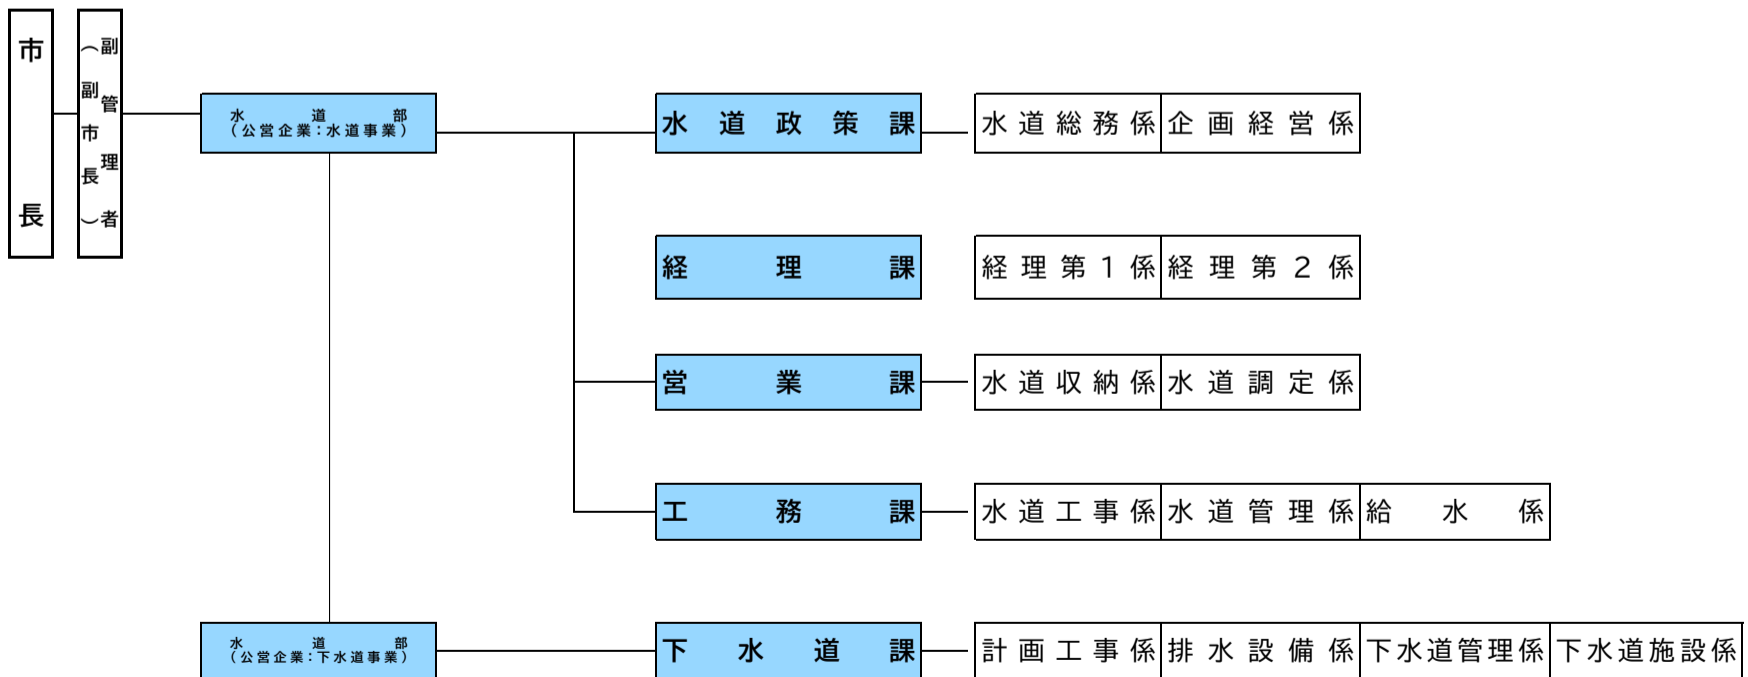 市長
副管理者
（副市長）
水道部
（公営企業：水道事業）
水道政策課
水道総務係
企画経営係
経理課
経理第１係
経理第２係
営業課
水道収納係
水道調定係
工務課
水道工事係
水道管理係
給水係
水道部
（公営企業：下水道事業）
下水道課
計画工事係
排水設備係
下水道管理係
下水道施設係